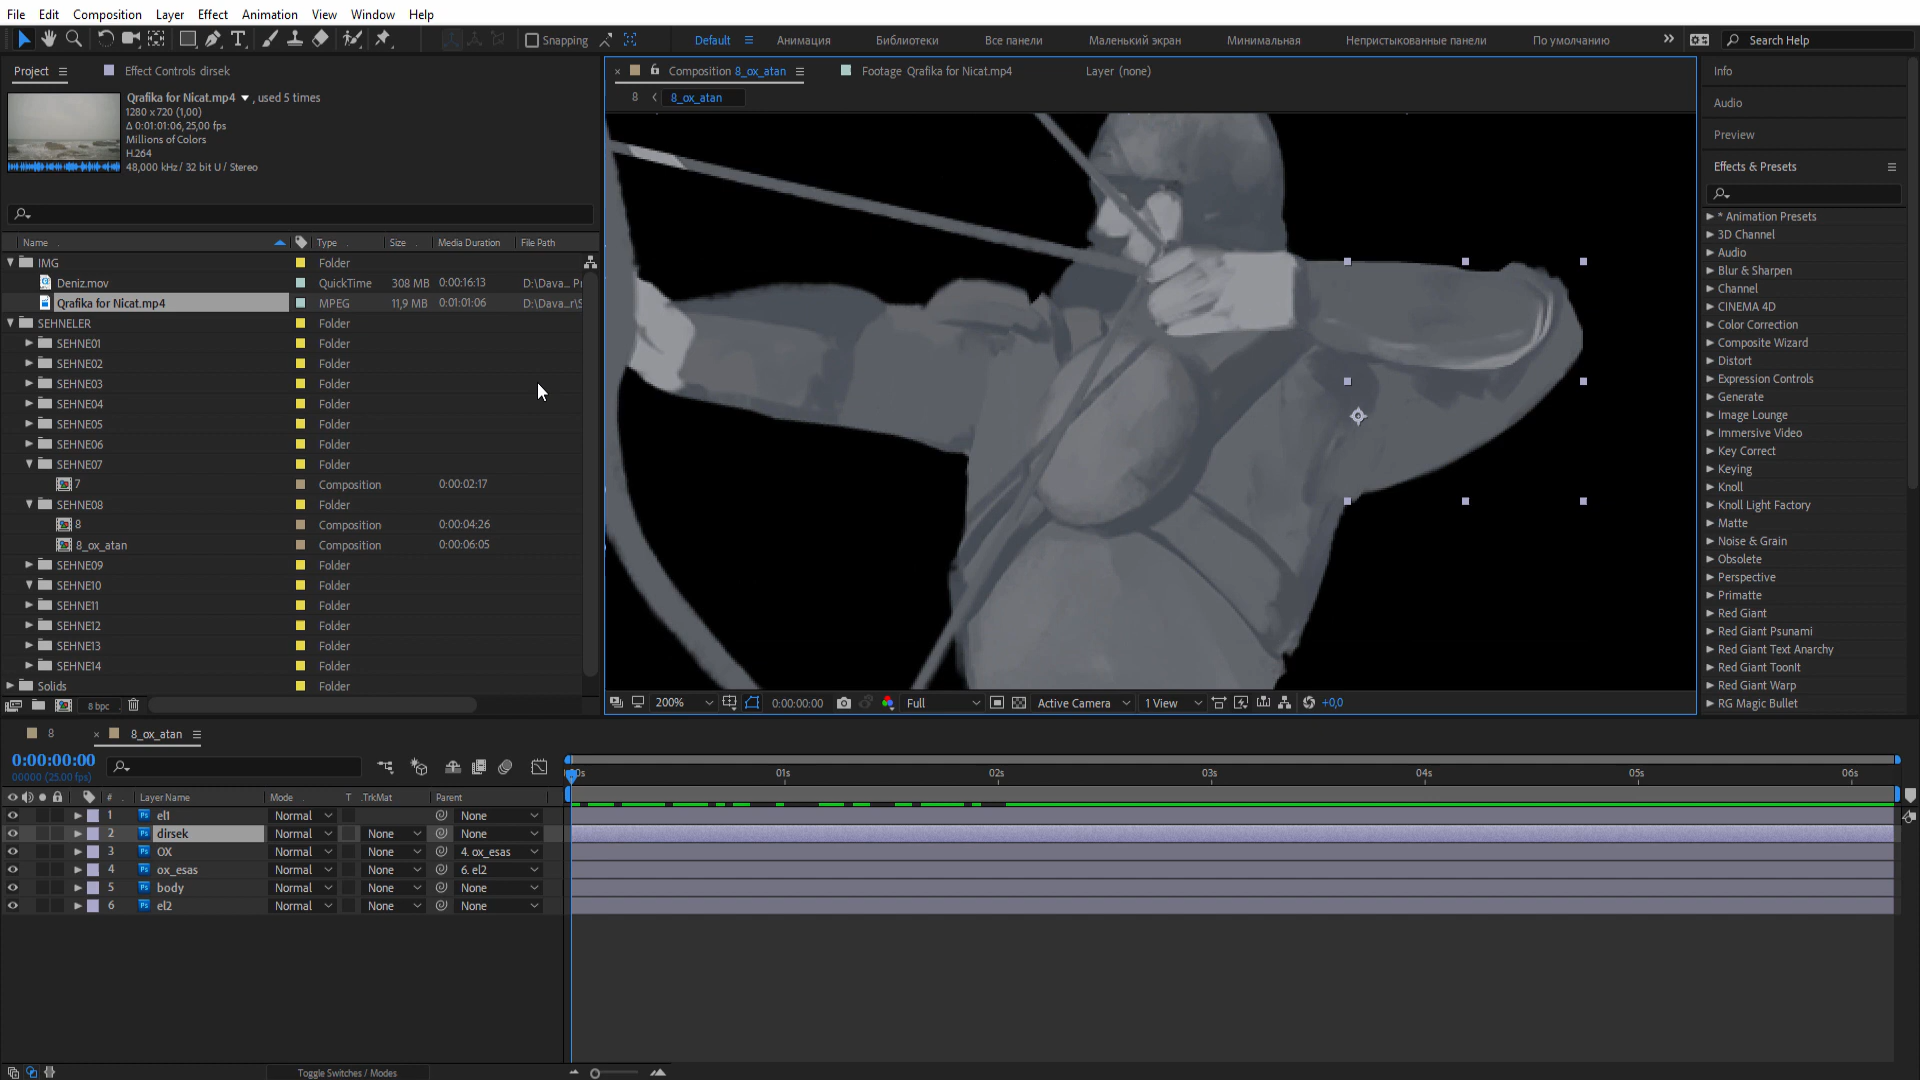 File Edit Composition Layer Effect Animation View Window Help
Snapping Default Анимация Библиотеки Все панели Маленький экран Минимальная Непристыкованные панели По умолчанию Search Help
Project Effect Controls dirsek
Qrafika for Nicat.mp4 , used 5 times
1280 x 720 (1,00)
Δ 0:01:01:06, 25,00 fps
Millions of Colors
H.264
48,000 kHz / 32 bit U / Stereo
Name Type Size Media Duration File Path
IMG Folder
Deniz.mov QuickTime 308 MB 0:00:16:13 D:\Dava... Pr
Qrafika for Nicat.mp4 MPEG 11,9 MB 0:01:01:06 D:\Dava...r\S
SEHNELER Folder
SEHNE01 Folder
SEHNE02 Folder
SEHNE03 Folder
SEHNE04 Folder
SEHNE05 Folder
SEHNE06 Folder
SEHNE07 Folder
7 Composition 0:00:02:17
SEHNE08 Folder
8 Composition 0:00:04:26
8_ox_atan Composition 0:00:06:05
SEHNE09 Folder
SEHNE10 Folder
SEHNE11 Folder
SEHNE12 Folder
SEHNE13 Folder
SEHNE14 Folder
Solids Folder
8 bpc
Composition 8_ox_atan Footage Qrafika for Nicat.mp4 Layer (none)
8 8_ox_atan
200% 0:00:00:00 Full Active Camera 1 View +0,0
Info
Audio
Preview
Effects & Presets
* Animation Presets
3D Channel
Audio
Blur & Sharpen
Channel
CINEMA 4D
Color Correction
Composite Wizard
Distort
Expression Controls
Generate
Image Lounge
Immersive Video
Key Correct
Keying
Knoll
Knoll Light Factory
Matte
Noise & Grain
Obsolete
Perspective
Primatte
Red Giant
Red Giant Psunami
Red Giant Text Anarchy
Red Giant ToonIt
Red Giant Warp
RG Magic Bullet
8 8_ox_atan
0:00:00:00
00000 (25.00 fps)
01s 02s 03s 04s 05s 06s
# Layer Name Mode T .TrkMat Parent
1 Ps el1 Normal None
2 Ps dirsek Normal None None
3 Ps OX Normal None 4. ox_esas
4 Ps ox_esas Normal None 6. el2
5 Ps body Normal None None
6 Ps el2 Normal None None
Toggle Switches / Modes